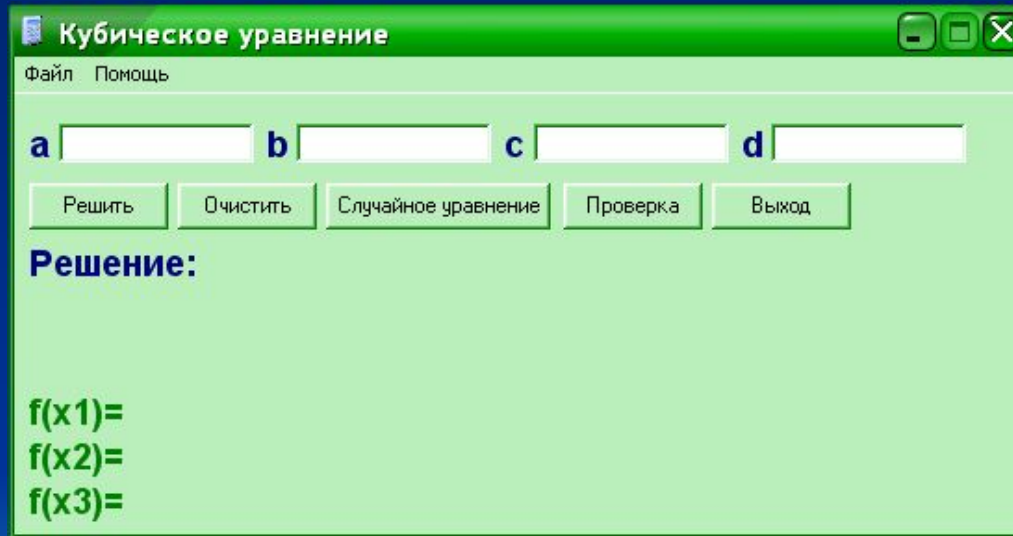 Кубическое уравнение
Файл Помощь
a b c d
Решить Очистить Случайное уравнение Проверка Выход
Решение:
f(x1)=
f(x2)=
f(x3)=